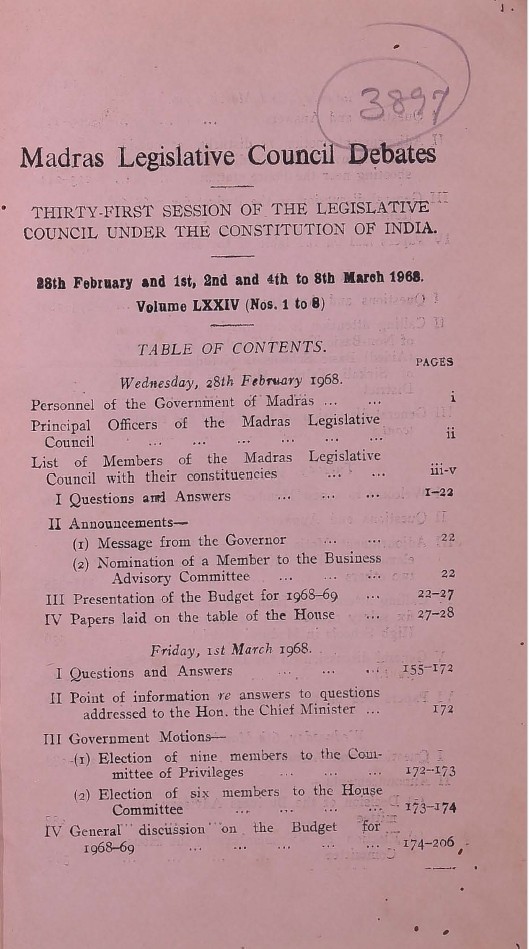 3897
Madras Legislative Council Debates
THIRTY-FIRST SESSION OF THE LEGISLATIVE
COUNCIL UNDER THE CONSTITUTION OF INDIA.
28th February and 1st, 2nd and 4th to 8th March 1968.
Volume LXXIV (Nos. 1 to 8)
TABLE OF CONTENTS.
PAGES
Wednesday, 28th February 1968.
Personnel of the Government of Madras ... ... i
Principal Officers of the Madras Legislative
Council ... ... ... ... ... ... ii
List of Members of the Madras Legislative
Council with their constituencies ... ... iii-v
I Questions and Answers ... ... ... 1-22
II Announcements—
(1) Message from the Governor ... ... 22
(2) Nomination of a Member to the Business
Advisory Committee ... ... ... 22
III Presentation of the Budget for 1968-69 ... 22-27
IV Papers laid on the table of the House ... 27-28
Friday, 1st March 1968.
I Questions and Answers ... ... ... 155-172
II Point of information re answers to questions
addressed to the Hon. the Chief Minister ... 172
III Government Motions—
(1) Election of nine members to the Com-
mittee of Privileges ... ... ... 172-173
(2) Election of six members to the House
Committee ... ... ... ... 173-174
IV General discussion on the Budget for
1968-69 ... ... ... ... ... 174-206